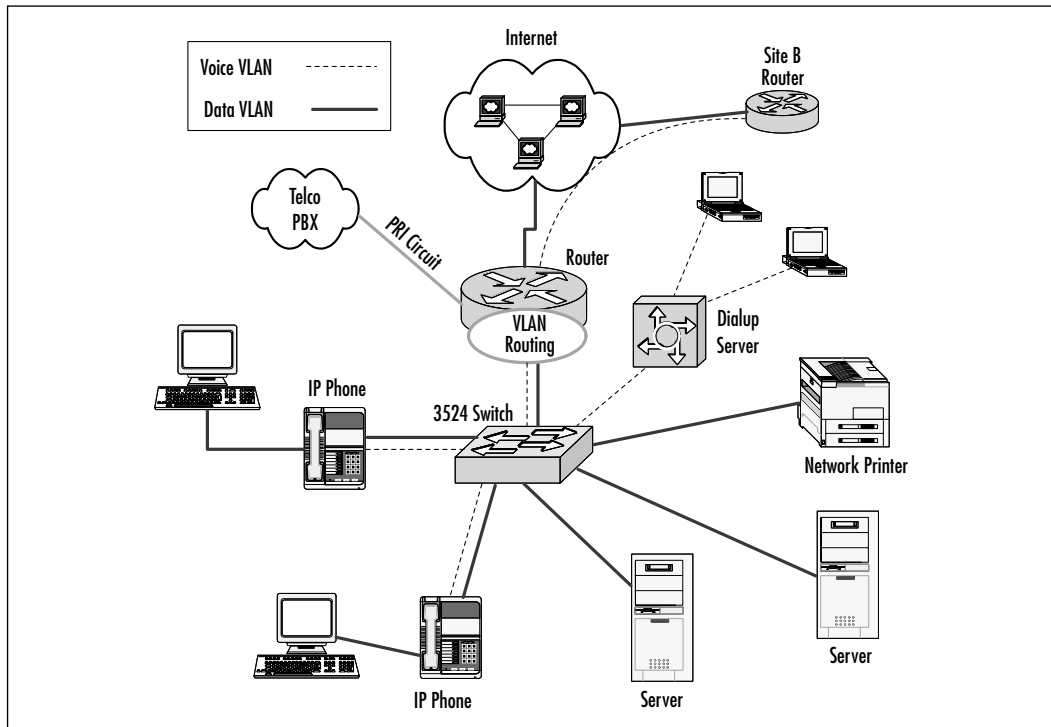 Internet
Site B
Router
Voice VLAN
Data VLAN
Telco
PBX
PRI Circuit
Router
VLAN
Routing
Dialup
Server
IP Phone
3524 Switch
Network Printer
IP Phone
Server
Server